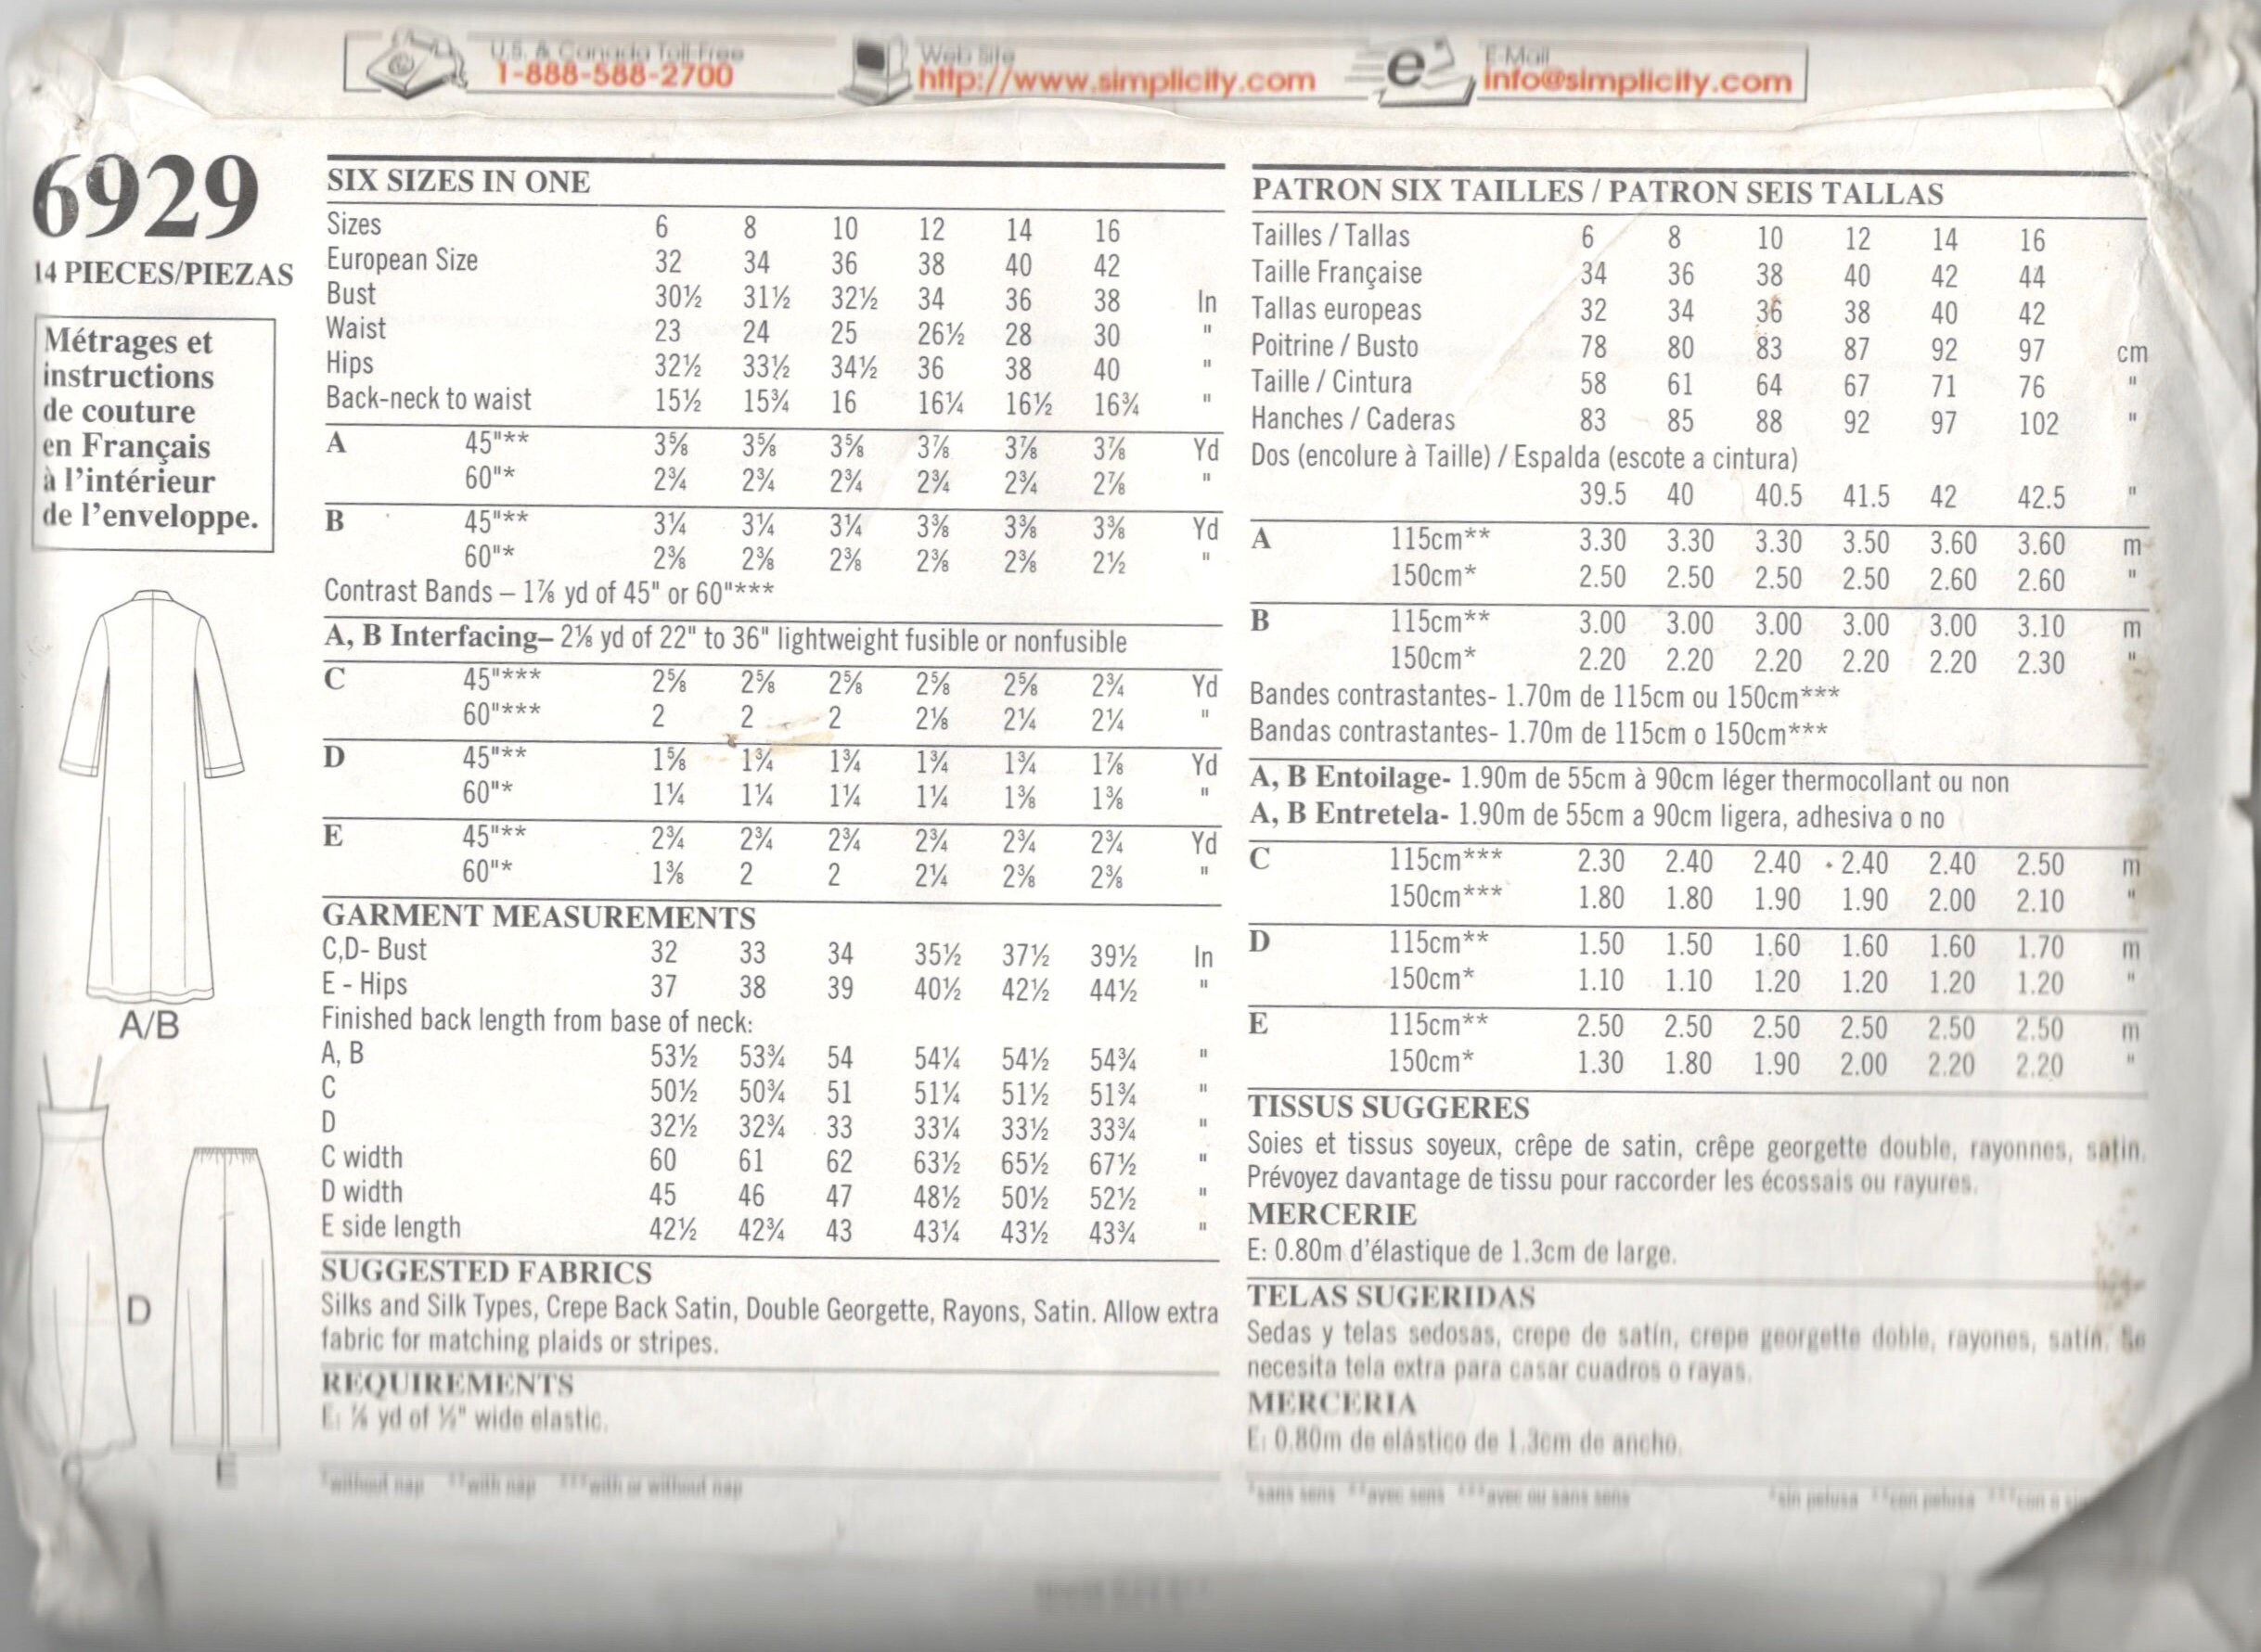 U.S. & Canada Toll-Free
1-888-588-2700
Web Site
http://www.simplicity.com
E-Mail
info@simplicity.com
6929
14 PIECES/PIEZAS
Métrages et
instructions
de couture
en Français
à l'intérieur
de l'enveloppe.
A/B
D
C
E
SIX SIZES IN ONE
Sizes 6 8 10 12 14 16
European Size 32 34 36 38 40 42
Bust 30½ 31½ 32½ 34 36 38 In
Waist 23 24 25 26½ 28 30 "
Hips 32½ 33½ 34½ 36 38 40 "
Back-neck to waist 15½ 15¾ 16 16¼ 16½ 16¾ "
A 45"** 3⅝ 3⅝ 3⅝ 3⅞ 3⅞ 3⅞ Yd
60"* 2¾ 2¾ 2¾ 2¾ 2¾ 2⅞ "
B 45"** 3¼ 3¼ 3¼ 3⅜ 3⅜ 3⅜ Yd
60"* 2⅜ 2⅜ 2⅜ 2⅜ 2⅜ 2½ "
Contrast Bands – 1⅞ yd of 45" or 60"***
A, B Interfacing– 2⅛ yd of 22" to 36" lightweight fusible or nonfusible
C 45"*** 2⅝ 2⅝ 2⅝ 2⅝ 2⅝ 2¾ Yd
60"*** 2 2 2 2⅛ 2¼ 2¼ "
D 45"** 1⅝ 1¾ 1¾ 1¾ 1¾ 1⅞ Yd
60"* 1¼ 1¼ 1¼ 1¼ 1⅜ 1⅜ "
E 45"** 2¾ 2¾ 2¾ 2¾ 2¾ 2¾ Yd
60"* 1⅜ 2 2 2¼ 2⅜ 2⅜ "
GARMENT MEASUREMENTS
C,D- Bust 32 33 34 35½ 37½ 39½ In
E - Hips 37 38 39 40½ 42½ 44½ "
Finished back length from base of neck:
A, B 53½ 53¾ 54 54¼ 54½ 54¾ "
C 50½ 50¾ 51 51¼ 51½ 51¾ "
D 32½ 32¾ 33 33¼ 33½ 33¾ "
C width 60 61 62 63½ 65½ 67½ "
D width 45 46 47 48½ 50½ 52½ "
E side length 42½ 42¾ 43 43¼ 43½ 43¾ "
SUGGESTED FABRICS
Silks and Silk Types, Crepe Back Satin, Double Georgette, Rayons, Satin. Allow extra
fabric for matching plaids or stripes.
REQUIREMENTS
E: ⅞ yd of ½" wide elastic.
*without nap **with nap ***with or without nap
PATRON SIX TAILLES / PATRON SEIS TALLAS
Tailles / Tallas 6 8 10 12 14 16
Taille Française 34 36 38 40 42 44
Tallas europeas 32 34 36 38 40 42
Poitrine / Busto 78 80 83 87 92 97 cm
Taille / Cintura 58 61 64 67 71 76 "
Hanches / Caderas 83 85 88 92 97 102 "
Dos (encolure à Taille) / Espalda (escote a cintura)
39.5 40 40.5 41.5 42 42.5 "
A 115cm** 3.30 3.30 3.30 3.50 3.60 3.60 m
150cm* 2.50 2.50 2.50 2.50 2.60 2.60 "
B 115cm** 3.00 3.00 3.00 3.00 3.00 3.10 m
150cm* 2.20 2.20 2.20 2.20 2.20 2.30 "
Bandes contrastantes- 1.70m de 115cm ou 150cm***
Bandas contrastantes- 1.70m de 115cm o 150cm***
A, B Entoilage- 1.90m de 55cm à 90cm léger thermocollant ou non
A, B Entretela- 1.90m de 55cm a 90cm ligera, adhesiva o no
C 115cm*** 2.30 2.40 2.40 2.40 2.40 2.50 m
150cm*** 1.80 1.80 1.90 1.90 2.00 2.10 "
D 115cm** 1.50 1.50 1.60 1.60 1.60 1.70 m
150cm* 1.10 1.10 1.20 1.20 1.20 1.20 "
E 115cm** 2.50 2.50 2.50 2.50 2.50 2.50 m
150cm* 1.30 1.80 1.90 2.00 2.20 2.20 "
TISSUS SUGGERES
Soies et tissus soyeux, crêpe de satin, crêpe georgette double, rayonnes, satin.
Prévoyez davantage de tissu pour raccorder les écossais ou rayures.
MERCERIE
E: 0.80m d'élastique de 1.3cm de large.
TELAS SUGERIDAS
Sedas y telas sedosas, crepe de satín, crepe georgette doble, rayones, satín. Se
necesita tela extra para casar cuadros o rayas.
MERCERIA
E: 0.80m de elástico de 1.3cm de ancho.
*sans sens **avec sens ***avec ou sans sens *sin pelusa **con pelusa ***con o